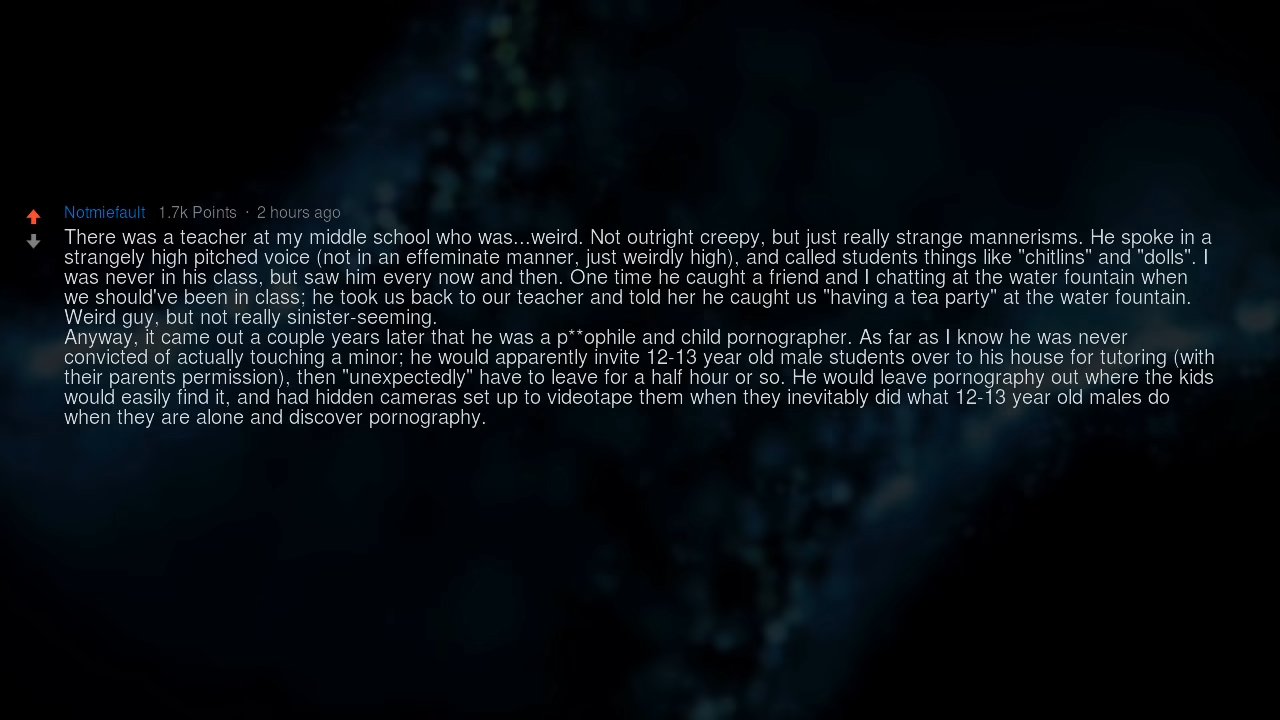 Notmiefault 1.7k Points · 2 hours ago
There was a teacher at my middle school who was...weird. Not outright creepy, but just really strange mannerisms. He spoke in a
strangely high pitched voice (not in an effeminate manner, just weirdly high), and called students things like "chitlins" and "dolls". I
was never in his class, but saw him every now and then. One time he caught a friend and I chatting at the water fountain when
we should've been in class; he took us back to our teacher and told her he caught us "having a tea party" at the water fountain.
Weird guy, but not really sinister-seeming.
Anyway, it came out a couple years later that he was a p**ophile and child pornographer. As far as I know he was never
convicted of actually touching a minor; he would apparently invite 12-13 year old male students over to his house for tutoring (with
their parents permission), then "unexpectedly" have to leave for a half hour or so. He would leave pornography out where the kids
would easily find it, and had hidden cameras set up to videotape them when they inevitably did what 12-13 year old males do
when they are alone and discover pornography.